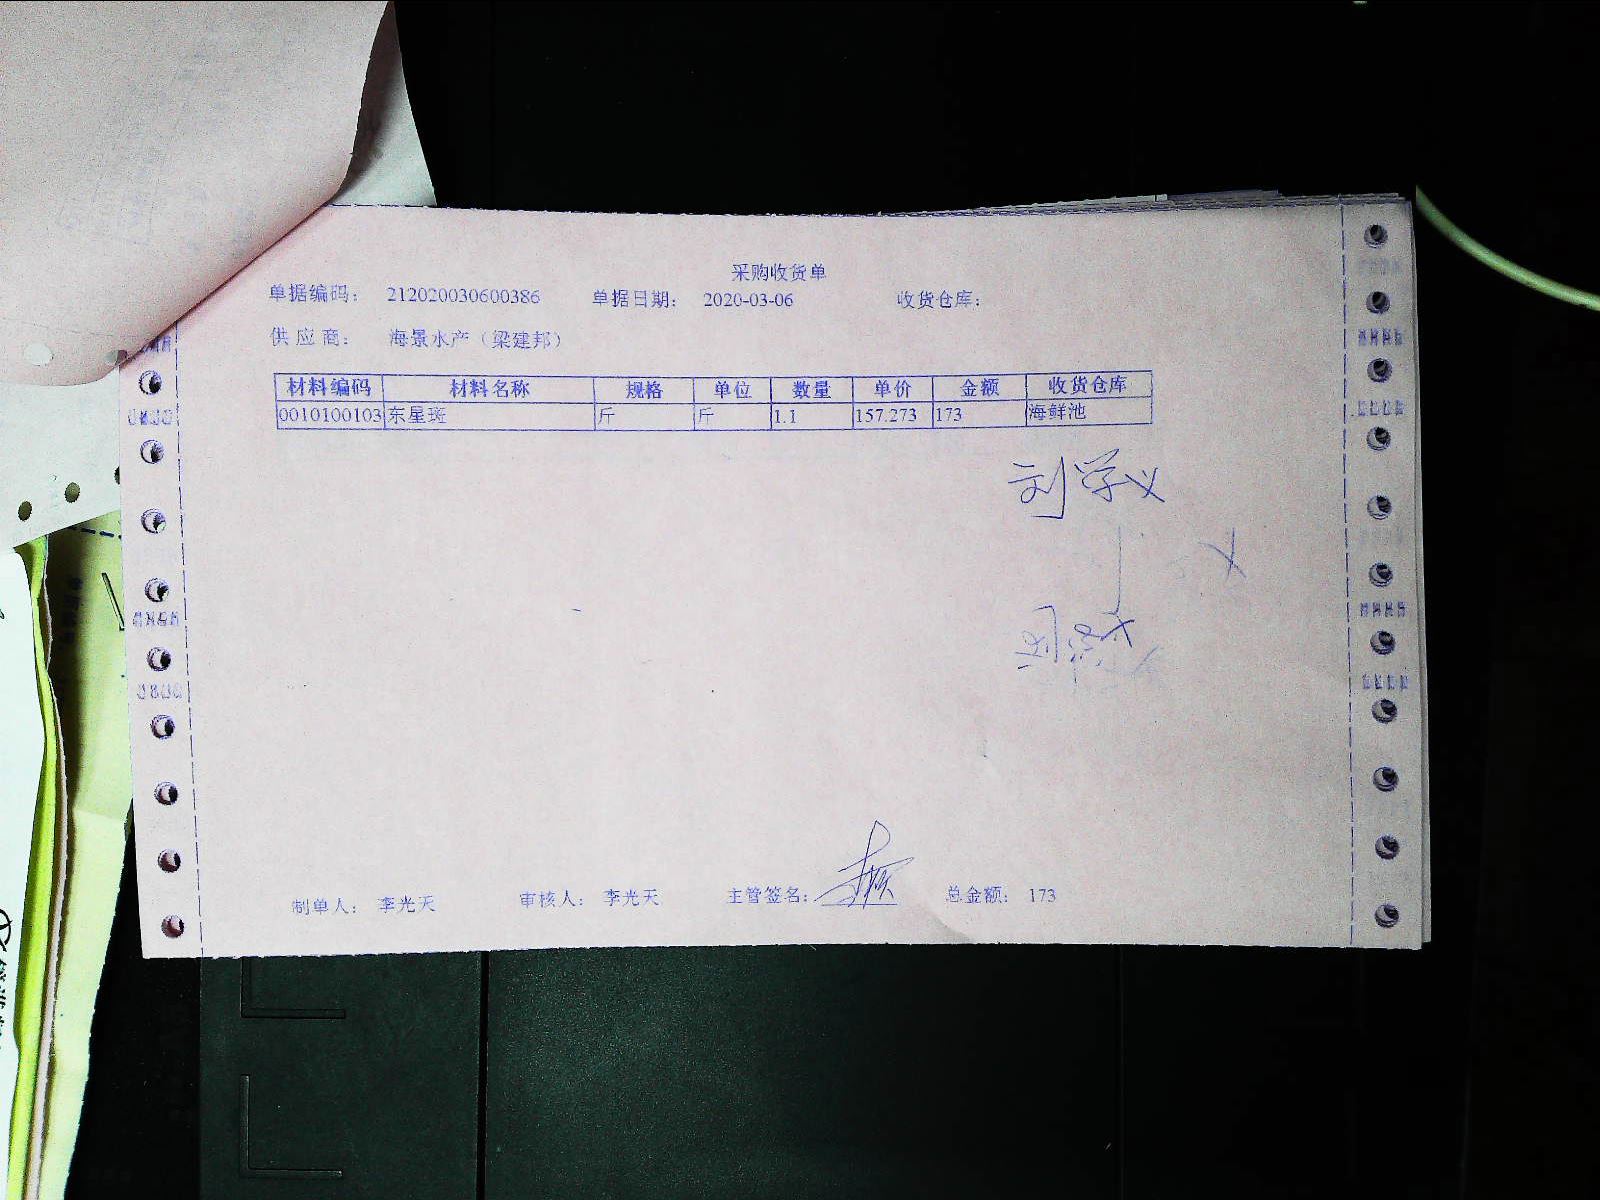 采购收货单
单据编码： 212020030600386 单据日期： 2020-03-06 收货仓库：
供 应 商： 海景水产（梁建邦）
材料编码 材料名称 规格 单位 数量 单价 金额 收货仓库
0010100103 东星斑 斤 斤 1.1 157.273 173 海鲜池
刘学义
制单人： 李光天 审核人： 李光天 主管签名： 总金额： 173